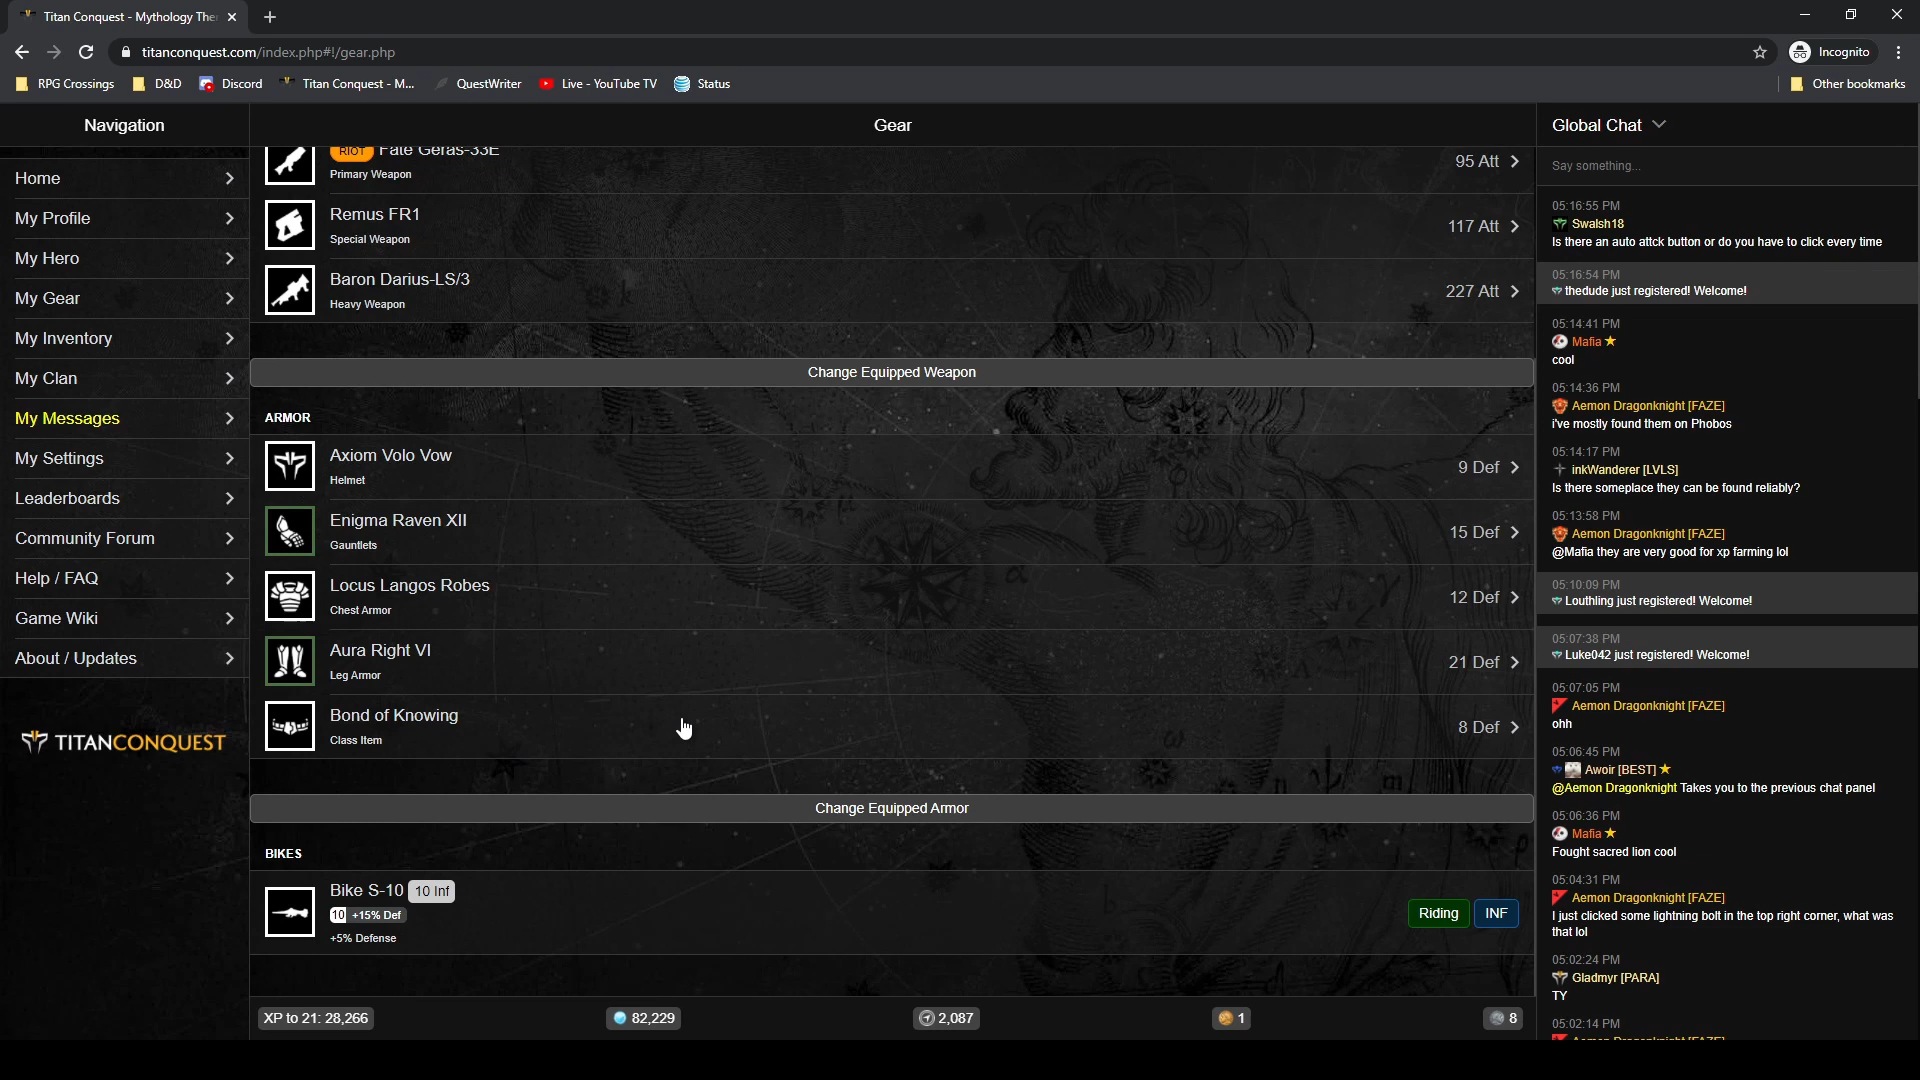 Titan Conquest - Mythology The
titanconquest.com/index.php#!/gear.php
Incognito
RPG Crossings
D&D
Discord
Titan Conquest - M...
QuestWriter
Live - YouTube TV
Status
Other bookmarks
Navigation
Home
My Profile
My Hero
My Gear
My Inventory
My Clan
My Messages
My Settings
Leaderboards
Community Forum
Help / FAQ
Game Wiki
About / Updates
TITANCONQUEST
Gear
RIOT Fate Geras-33E
Primary Weapon
95 Att
Remus FR1
Special Weapon
117 Att
Baron Darius-LS/3
Heavy Weapon
227 Att
Change Equipped Weapon
ARMOR
Axiom Volo Vow
Helmet
9 Def
Enigma Raven XII
Gauntlets
15 Def
Locus Langos Robes
Chest Armor
12 Def
Aura Right VI
Leg Armor
21 Def
Bond of Knowing
Class Item
8 Def
Change Equipped Armor
BIKES
Bike S-10 10 Inf
10 +15% Def
+5% Defense
Riding INF
XP to 21: 28,266
82,229
2,087
1
8
Global Chat
Say something...
05:16:55 PM
Swalsh18
Is there an auto attck button or do you have to click every time
05:16:54 PM
thedude just registered! Welcome!
05:14:41 PM
Mafia
cool
05:14:36 PM
Aemon Dragonknight [FAZE]
i've mostly found them on Phobos
05:14:17 PM
inkWanderer [LVLS]
Is there someplace they can be found reliably?
05:13:58 PM
Aemon Dragonknight [FAZE]
@Mafia they are very good for xp farming lol
05:10:09 PM
Louthling just registered! Welcome!
05:07:38 PM
Luke042 just registered! Welcome!
05:07:05 PM
Aemon Dragonknight [FAZE]
ohh
05:06:45 PM
Awoir [BEST]
@Aemon Dragonknight Takes you to the previous chat panel
05:06:36 PM
Mafia
Fought sacred lion cool
05:04:31 PM
Aemon Dragonknight [FAZE]
I just clicked some lightning bolt in the top right corner, what was
that lol
05:02:24 PM
Gladmyr [PARA]
TY
05:02:14 PM
Aemon Dragonknight [FAZE]